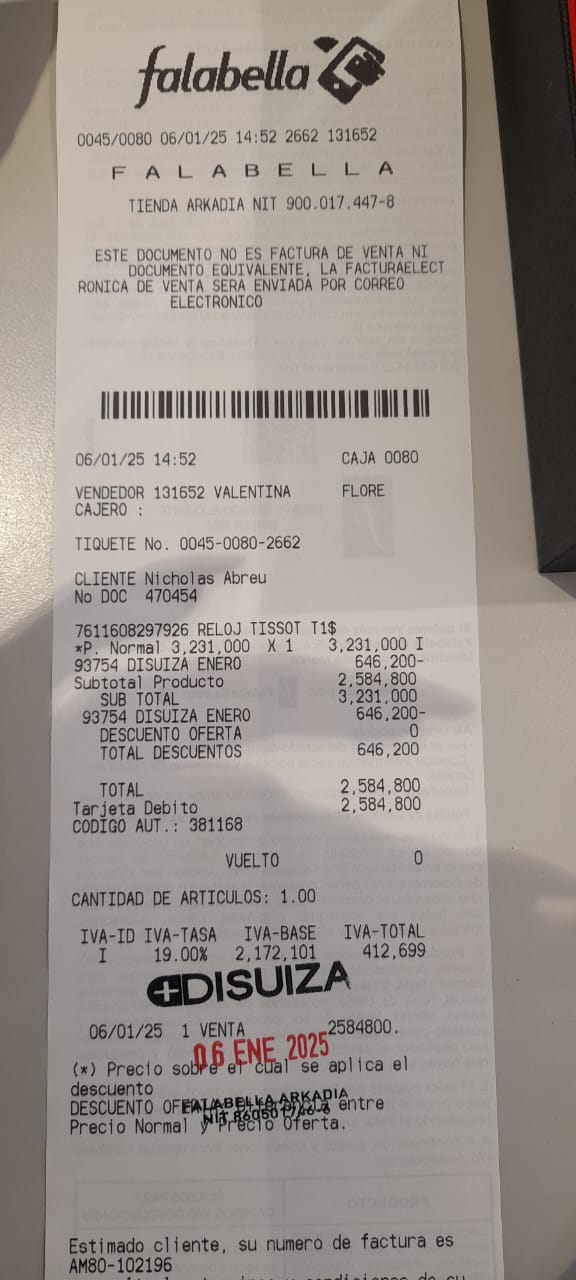 falabella
0045/0080 06/01/25 14:52 2662 131652
F A L A B E L L A
TIENDA ARKADIA NIT 900.017.447-8
ESTE DOCUMENTO NO ES FACTURA DE VENTA NI
DOCUMENTO EQUIVALENTE, LA FACTURAELECT
RONICA DE VENTA SERA ENVIADA POR CORREO
ELECTRONICO
06/01/25 14:52 CAJA 0080
VENDEDOR 131652 VALENTINA FLORE
CAJERO :
TIQUETE No. 0045-0080-2662
CLIENTE Nicholas Abreu
No DOC 470454
7611608297926 RELOJ TISSOT T1$
*P. Normal 3,231,000 X 1 3,231,000 I
93754 DISUIZA ENERO 646,200-
Subtotal Producto 2,584,800
SUB TOTAL 3,231,000
93754 DISUIZA ENERO 646,200-
DESCUENTO OFERTA 0
TOTAL DESCUENTOS 646,200
TOTAL 2,584,800
Tarjeta Debito 2,584,800
CODIGO AUT.: 381168
VUELTO 0
CANTIDAD DE ARTICULOS: 1.00
IVA-ID IVA-TASA IVA-BASE IVA-TOTAL
I 19.00% 2,172,101 412,699
DISUIZA
06/01/25 1 VENTA 2584800.
06 ENE 2025
(*) Precio sobre el cual se aplica el
descuento
FALABELLA ARKADIA
DESCUENTO entre
Precio Normal y Precio Oferta.
Estimado cliente, su numero de factura es
AM80-102196